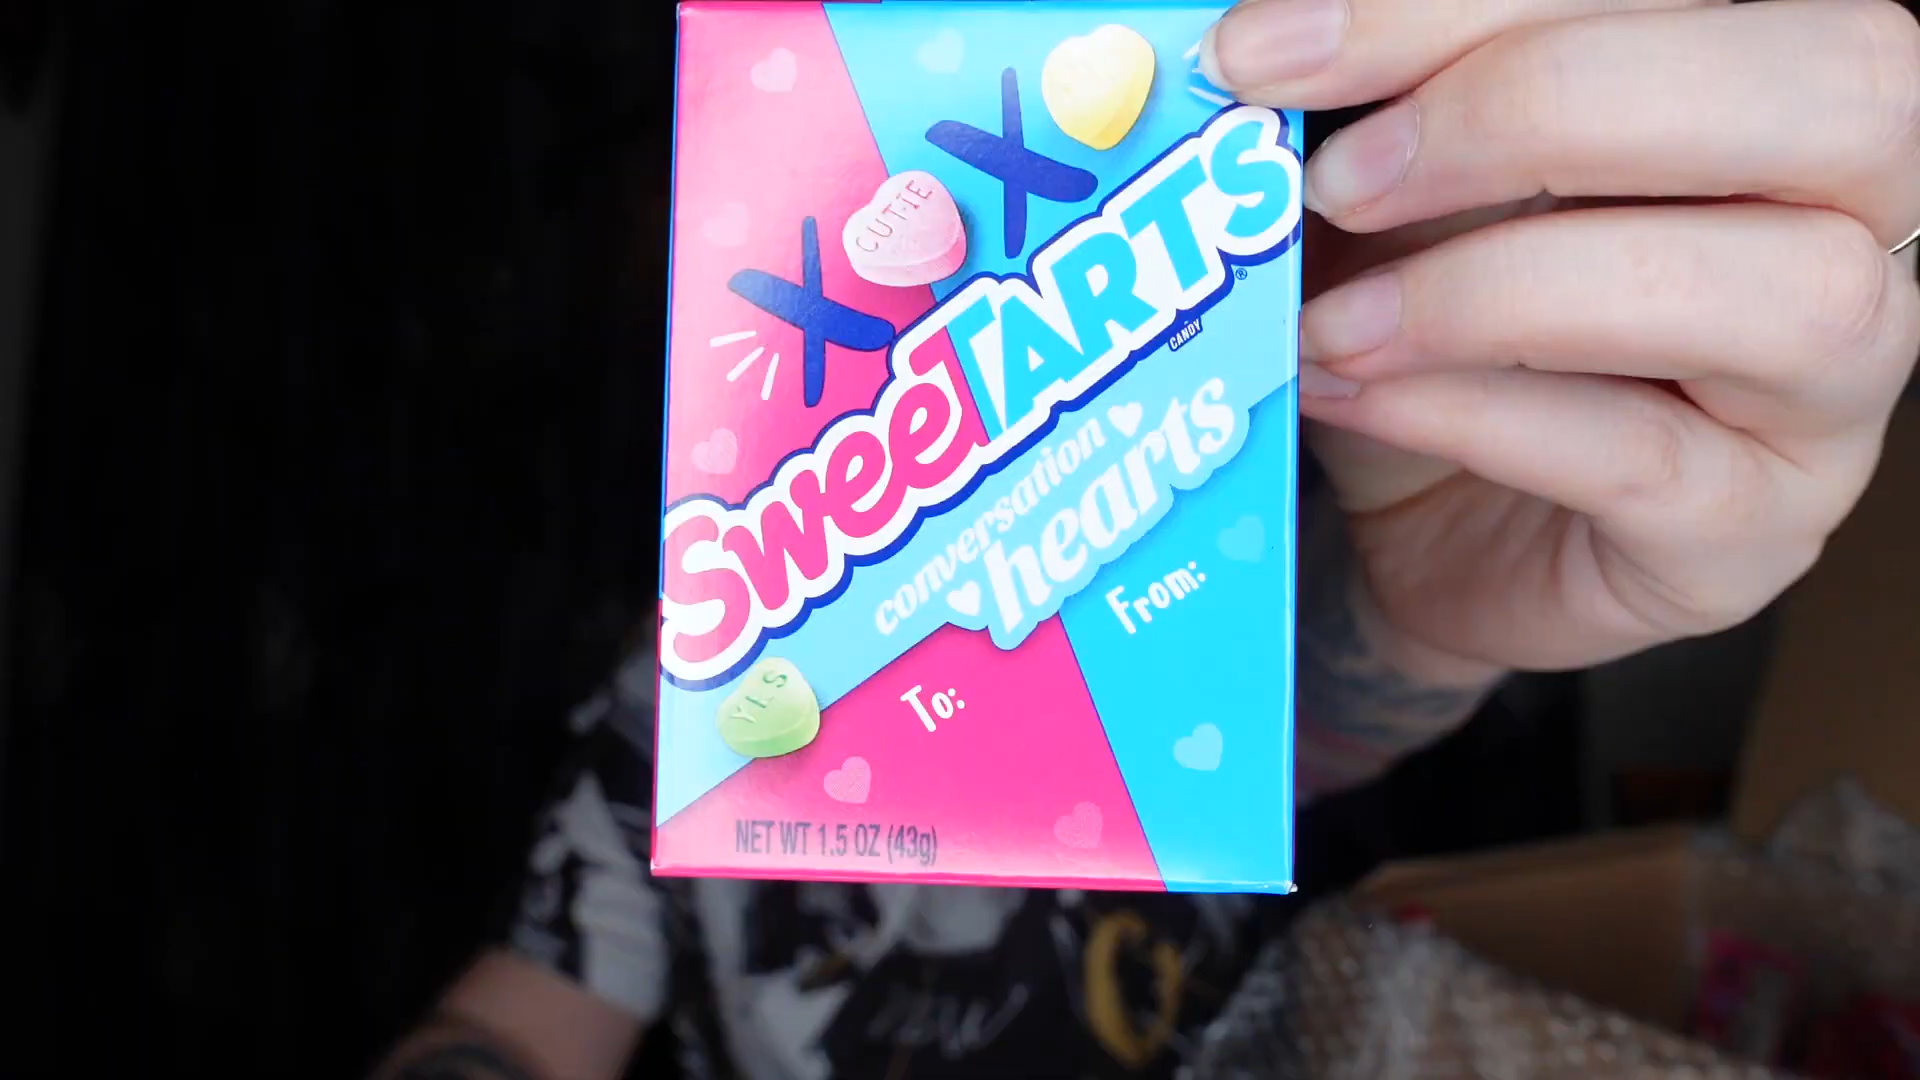 X
CUTIE
X
SweeTARTS®
CANDY
conversation
hearts
From:
To:
YES
NET WT 1.5 OZ (43g)